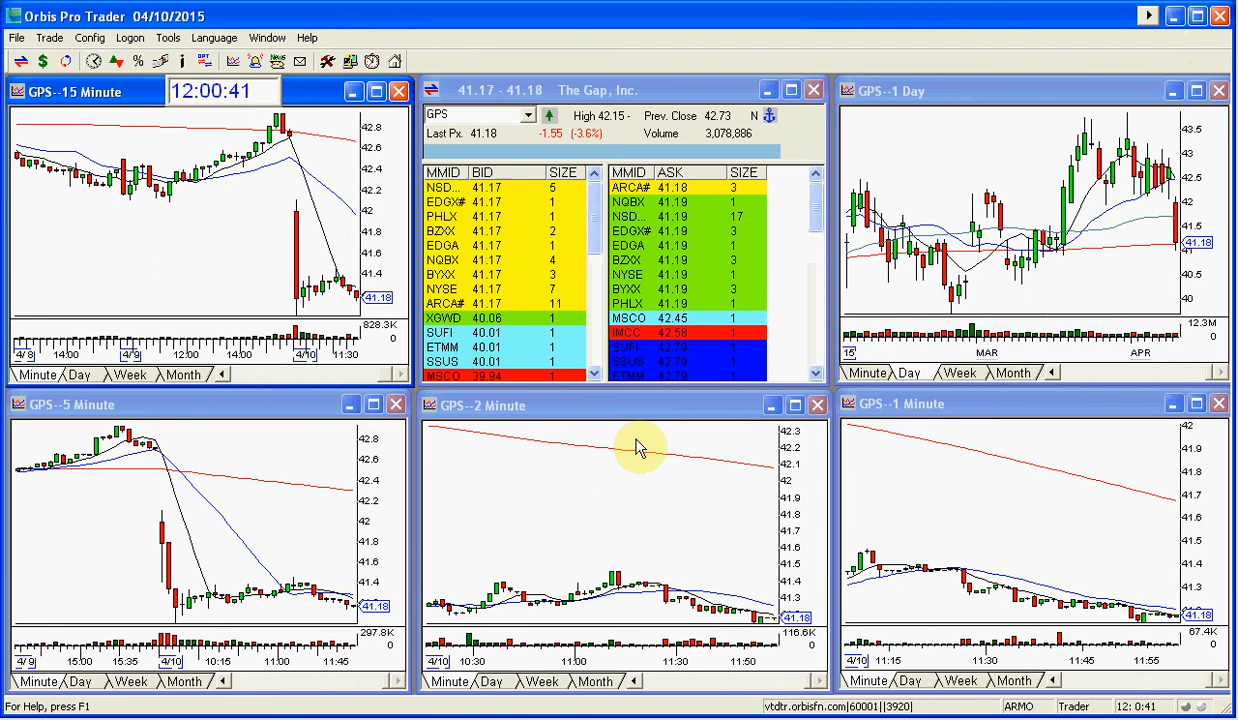 Orbis Pro Trader 04/10/2015
File Trade Config Logon Tools Language Window Help
GPS--15 Minute
12:00:41
42.8
42.6
42.4
42.2
42
41.8
41.6
41.4
41.18
828.3K
0
4/8 14:00 4/9 12:00 14:00 4/10 11:30
Minute Day Week Month
41.17 - 41.18 The Gap, Inc.
GPS High 42.15 - Prev. Close 42.73 N
Last Px. 41.18 -1.55 (-3.6%) Volume 3,078,886
MMID BID SIZE MMID ASK SIZE
NSD... 41.17 5 ARCA# 41.18 3
EDGX# 41.17 1 NQBX 41.19 1
PHLX 41.17 1 NSD... 41.19 17
BZXX 41.17 2 EDGX# 41.19 3
EDGA 41.17 1 EDGA 41.19 1
NQBX 41.17 4 BZXX 41.19 3
BYXX 41.17 3 NYSE 41.19 1
NYSE 41.17 7 BYXX 41.19 3
ARCA# 41.17 11 PHLX 41.19 1
XGWD 40.06 1 MSCO 42.45 1
SUFI 40.01 1 IMCC 42.58 1
ETMM 40.01 1 SUFI 42.79 1
SSUS 40.01 1 SSUS 42.79 1
MSCO 39.94 1 ETMM 42.79 1
GPS--1 Day
43.5
43
42.5
42
41.5
41.18
40.5
40
12.3M
0
15 MAR APR
Minute Day Week Month
GPS--5 Minute
42.8
42.6
42.4
42.2
42
41.8
41.6
41.4
41.18
297.8K
0
4/9 15:00 15:35 4/10 10:15 11:00 11:45
Minute Day Week Month
GPS--2 Minute
42.3
42.2
42.1
42
41.9
41.8
41.7
41.6
41.5
41.4
41.3
41.18
116.6K
0
4/10 10:30 11:00 11:30 11:50
Minute Day Week Month
GPS--1 Minute
42
41.9
41.8
41.7
41.6
41.5
41.4
41.3
41.18
67.4K
0
4/10 11:15 11:30 11:45 11:55
Minute Day Week Month
For Help, press F1
vtdtr.orbisfn.com|60001||3920| ARMO Trader 12: 0:41